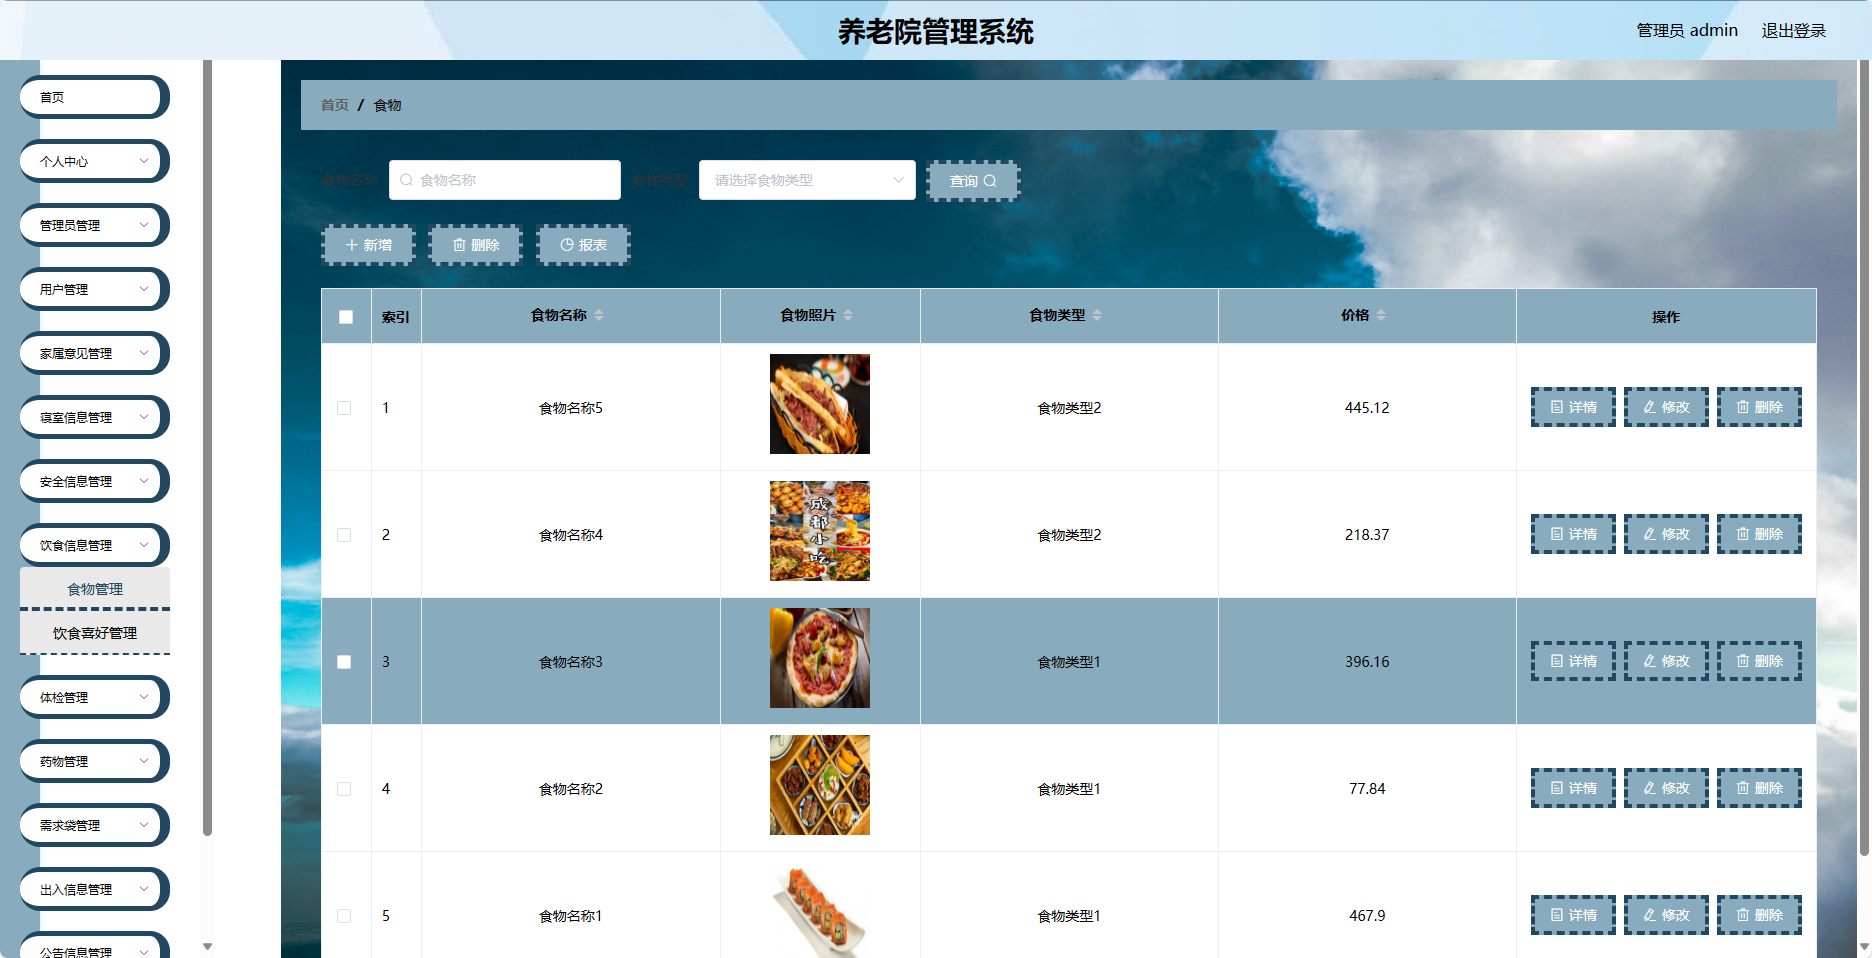 养老院管理系统
管理员 admin 退出登录
首页
个人中心
管理员管理
用户管理
家属意见管理
寝室信息管理
安全信息管理
饮食信息管理
食物管理
饮食喜好管理
体检管理
药物管理
需求袋管理
出入信息管理
公告信息管理
首页 / 食物
食物名称 食物名称 食物类型 请选择食物类型 查询
新增 删除 报表
索引 食物名称 食物照片 食物类型 价格 操作
1 食物名称5 食物类型2 445.12 详情 修改 删除
成都小吃
2 食物名称4 食物类型2 218.37 详情 修改 删除
3 食物名称3 食物类型1 396.16 详情 修改 删除
4 食物名称2 食物类型1 77.84 详情 修改 删除
5 食物名称1 食物类型1 467.9 详情 修改 删除